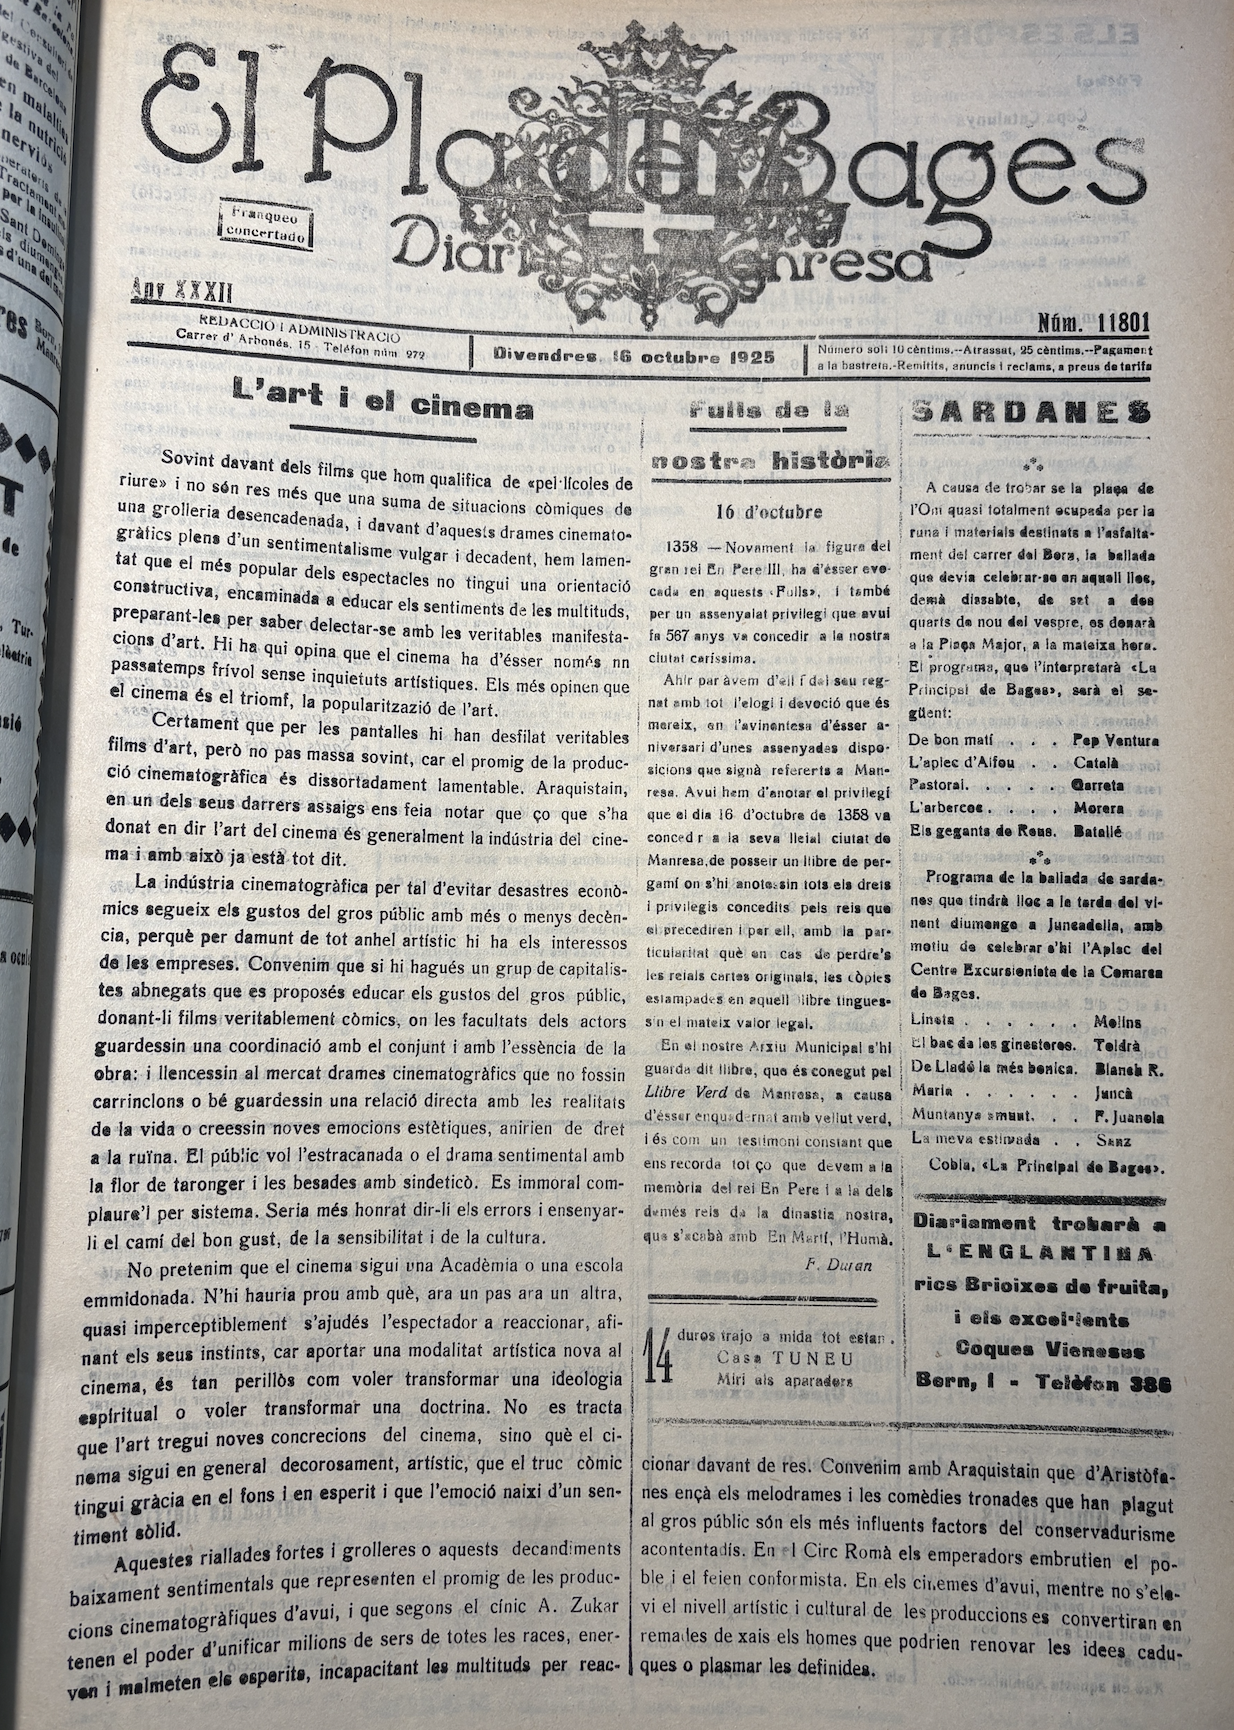 El Pla de Bages
Franqueo
concertado
Diari de Manresa
Any XXXII
Núm. 11801
REDACCIÓ I ADMINISTRACIÓ
Carrer d' Arbonés, 15 - Telèfon núm 272
Divendres, 16 octubre 1925
Número solt 10 cèntims.--Atrassat, 25 cèntims.--Pagament
a la bastreta.-Remitits, anuncis i reclams, a preus de tarifa
L'art i el cinema
Sovint davant dels films que hom qualifica de «pel·lícoles de
riure» i no són res més que una suma de situacions còmiques de
una grolleria desencadenada, i davant d'aquests drames cinemato-
gràfics plens d'un sentimentalisme vulgar i decadent, hem lamen-
tat que el més popular dels espectacles no tingui una orientació
constructiva, encaminada a educar els sentiments de les multituds,
preparant-les per saber delectar-se amb les veritables manifesta-
cions d'art. Hi ha qui opina que el cinema ha d'ésser només nn
passatemps frívol sense inquietuts artístiques. Els més opinen que
el cinema és el triomf, la popularització de l'art.
Certament que per les pantalles hi han desfilat veritables
films d'art, però no pas massa sovint, car el promig de la produc-
ció cinematogràfica és dissortadament lamentable. Araquistain,
en un dels seus darrers assaigs ens feia notar que ço que s'ha
donat en dir l'art del cinema és generalment la indústria del cine-
ma i amb això ja està tot dit.
La indústria cinematogràfica per tal d'evitar desastres econò-
mics segueix els gustos del gros públic amb més o menys decèn-
cia, perquè per damunt de tot anhel artístic hi ha els interessos
de les empreses. Convenim que si hi hagués un grup de capitalis-
tes abnegats que es proposés educar els gustos del gros públic,
donant-li films veritablement còmics, on les facultats dels actors
guardessin una coordinació amb el conjunt i amb l'essència de la
obra: i llencessin al mercat drames cinematogràfics que no fossin
carrinclons o bé guardessin una relació directa amb les realitats
de la vida o creessin noves emocions estètiques, anirien de dret
a la ruïna. El públic vol l'estracanada o el drama sentimental amb
la flor de taronger i les besades amb sindeticò. Es immoral com-
plaure'l per sistema. Seria més honrat dir-li els errors i ensenyar-
li el camí del bon gust, de la sensibilitat i de la cultura.
No pretenim que el cinema sigui una Acadèmia o una escola
emmidonada. N'hi hauria prou amb què, ara un pas ara un altra,
quasi imperceptiblement s'ajudés l'espectador a reaccionar, afi-
nant els seus instints, car aportar una modalitat artística nova al
cinema, és tan perillòs com voler transformar una ideologia
espíritual o voler transformar una doctrina. No es tracta
que l'art tregui noves concrecions del cinema, sino què el ci-
nema sigui en general decorosament, artístic, que el truc còmic
tingui gràcia en el fons i en esperit i que l'emoció naixi d'un sen-
timent sòlid.
Aquestes riallades fortes i grolleres o aquests decandiments
baixament sentimentals que representen el promig de les produc-
cions cinematogràfiques d'avui, i que segons el cínic A. Zukar
tenen el poder d'unificar milions de sers de totes les races, ener-
ven i malmeten els esperits, incapacitant les multituds per reac-
cionar davant de res. Convenim amb Araquistain que d'Aristòfa-
nes ençà els melodrames i les comèdies tronades que han plagut
al gros públic són els més influents factors del conservadurisme
acontentadís. En el Circ Romà els emperadors embrutien el po-
ble i el feien conformista. En els cinemes d'avui, mentre no s'ele-
vi el nivell artístic i cultural de les produccions es convertiran en
remades de xais els homes que podrien renovar les idees cadu-
ques o plasmar les definides.
Fulls de la
nostra història
16 d'octubre
1358 —Novament la figura del
gran rei En Pere III, ha d'ésser evo-
cada en aquests «Fulls», i també
per un assenyalat privilegi que avui
fa 567 anys va concedir a la nostra
ciutat caríssima.
Ahir parlàvem d'ell i del seu reg-
nat amb tot l'elogi i devoció que és
mereix, en l'avinentesa d'ésser a-
niversari d'unes assenyades dispo-
sicions que signà referents a Man-
resa. Avui hem d'anotar el privilegi
que el dia 16 d'octubre de 1358 va
concedir a la seva lleial ciutat de
Manresa, de posseir un llibre de per-
gamí on s'hi anotessin tots els drets
i privilegis concedits pels reis que
el precediren i per ell, amb la par-
ticularitat què en cas de perdre's
les reials cartes originals, les còpies
estampades en aquell llibre tingues-
sin el mateix valor legal.
En el nostre Arxiu Municipal s'hi
guarda dit llibre, que és conegut pel
Llibre Verd de Manresa, a causa
d'ésser enquadernat amb vellut verd,
i és com un testimoni constant que
ens recorda tot ço que devem a la
memòria del rei En Pere i a la dels
demés reis de la dinastia nostra,
que s'acabà amb En Martí, l'Humà.
F. Duran
14 duros trajo a mida tot estam.
Casa TUNEU
Miri els aparadors
SARDANES
A causa de trobar se la plaça de
l'Om quasi totalment ocupada per la
runa i materials destinats a l'asfalta-
ment del carrer del Born, la ballada
que devia celebrar-se en aquell lloc,
demà dissabte, de set a dos
quarts de nou del vespre, es donarà
a la Plaça Major, a la mateixa hora.
El programa, que l'interpretarà «La
Principal de Bages», serà el se-
güent:
De bon matí . . . Pep Ventura
L'aplec d'Alfou . . Català
Pastoral. . . . . Garreta
L'arbercoc . . . . Morera
Els gegants de Reus. Batallé
Programa de la ballada de sarda-
nes que tindrà lloc a la tarda del vi-
nent diumenge a Juncadella, amb
motiu de celebrar s'hi l'Aplec del
Centre Excursionista de la Comarca
de Bages.
Lineta . . . . . . Molins
El bac de les ginesteres. Toldrà
De Lladó la més bonica. Blanch R.
Maria . . . . . . Juncà
Muntanya amunt. . . F. Juanola
La meva estimada . . Sanz
Cobla, «La Principal de Bages».
Diariament trobarà a
L'ENGLANTINA
rics Brioixes de fruita,
i els excel·lents
Coques Vieneses
Born, 1 - Telèfon 386